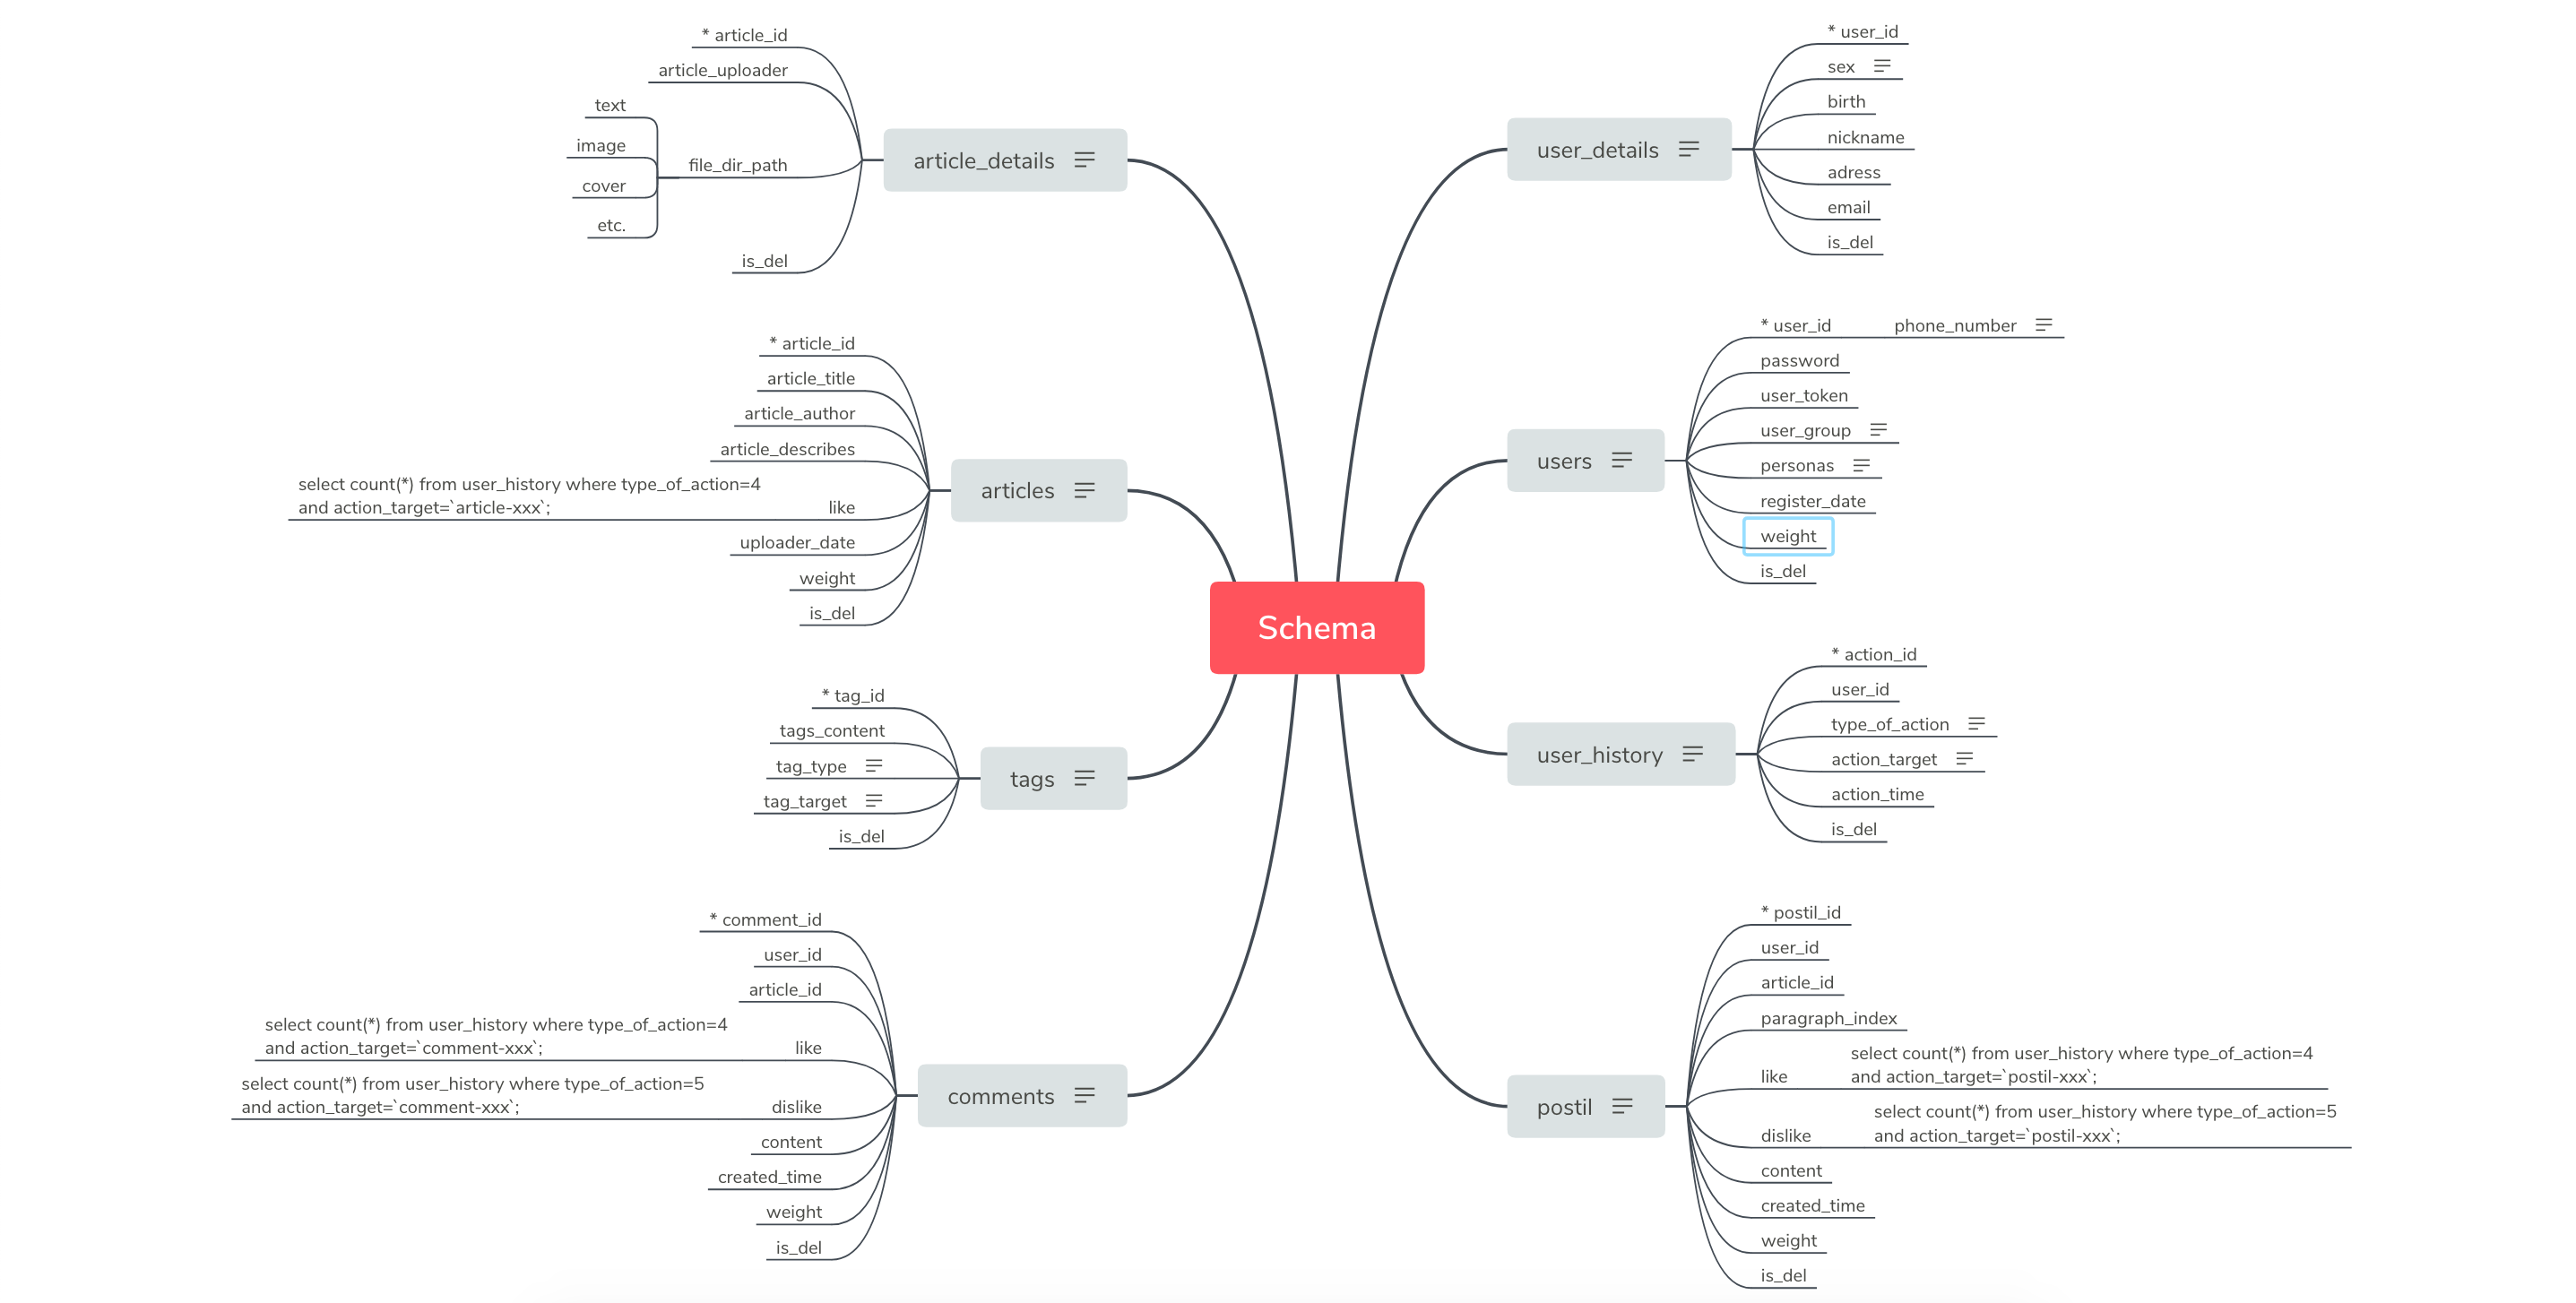 * article_id
article_uploader
text
image
cover
etc.
file_dir_path
is_del
article_details
* article_id
article_title
article_author
article_describes
select count(*) from user_history where type_of_action=4
and action_target=`article-xxx`;
like
uploader_date
weight
is_del
articles
* tag_id
tags_content
tag_type
tag_target
is_del
tags
* comment_id
user_id
article_id
select count(*) from user_history where type_of_action=4
and action_target=`comment-xxx`;
like
select count(*) from user_history where type_of_action=5
and action_target=`comment-xxx`;
dislike
content
created_time
weight
is_del
comments
Schema
user_details
* user_id
sex
birth
nickname
adress
email
is_del
users
* user_id
phone_number
password
user_token
user_group
personas
register_date
weight
is_del
user_history
* action_id
user_id
type_of_action
action_target
action_time
is_del
postil
* postil_id
user_id
article_id
paragraph_index
like
select count(*) from user_history where type_of_action=4
and action_target=`postil-xxx`;
dislike
select count(*) from user_history where type_of_action=5
and action_target=`postil-xxx`;
content
created_time
weight
is_del